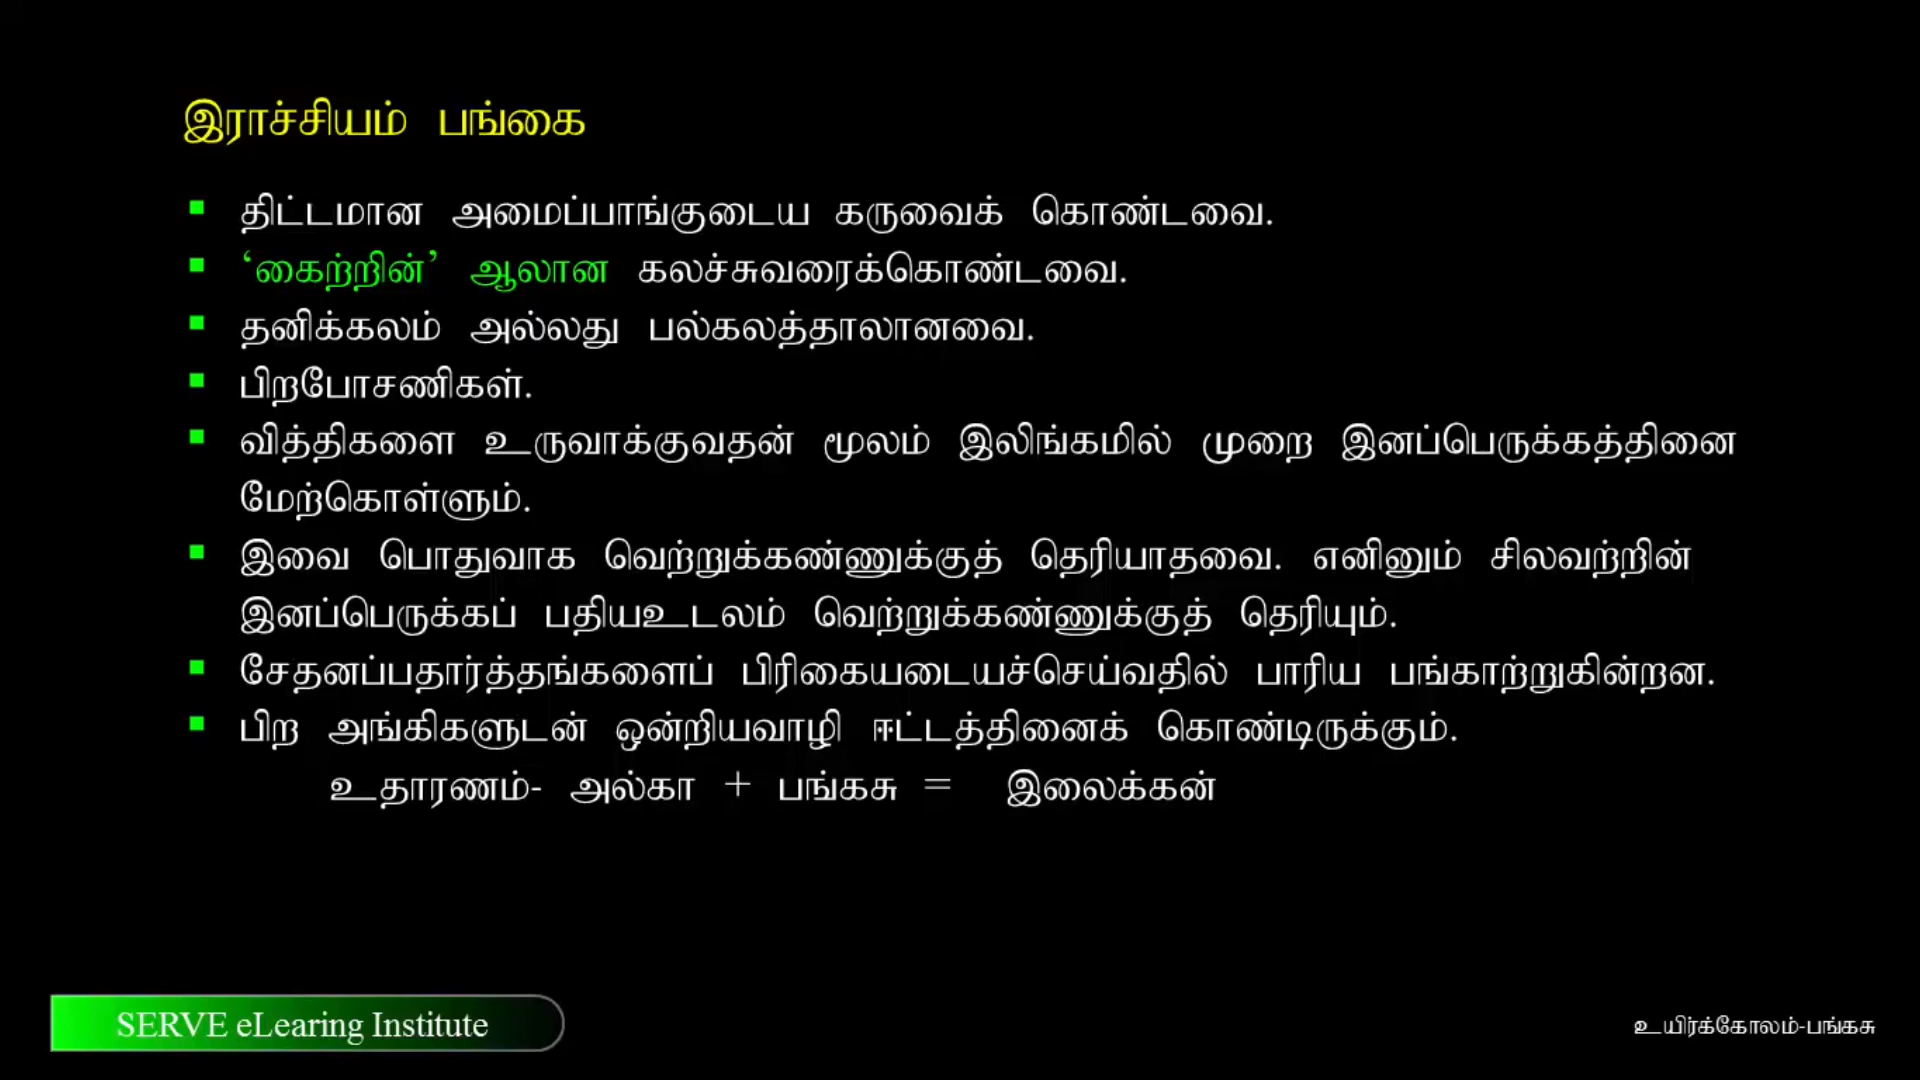 இராச்சியம் பங்கை
▪ திட்டமான அமைப்பாங்குடைய கருவைக் கொண்டவை.
▪ ‘கைற்றின்’ ஆலான கலச்சுவரைக்கொண்டவை.
▪ தனிக்கலம் அல்லது பல்கலத்தாலானவை.
▪ பிறபோசணிகள்.
▪ வித்திகளை உருவாக்குவதன் மூலம் இலிங்கமில் முறை இனப்பெருக்கத்தினை
மேற்கொள்ளும்.
▪ இவை பொதுவாக வெற்றுக்கண்ணுக்குத் தெரியாதவை. எனினும் சிலவற்றின்
இனப்பெருக்கப் பதியஉடலம் வெற்றுக்கண்ணுக்குத் தெரியும்.
▪ சேதனப்பதார்த்தங்களைப் பிரிகையடையச்செய்வதில் பாரிய பங்காற்றுகின்றன.
▪ பிற அங்கிகளுடன் ஒன்றியவாழி ஈட்டத்தினைக் கொண்டிருக்கும்.
உதாரணம்- அல்கா + பங்கசு = இலைக்கன்
SERVE eLearing Institute
உயிர்க்கோலம்-பங்கசு